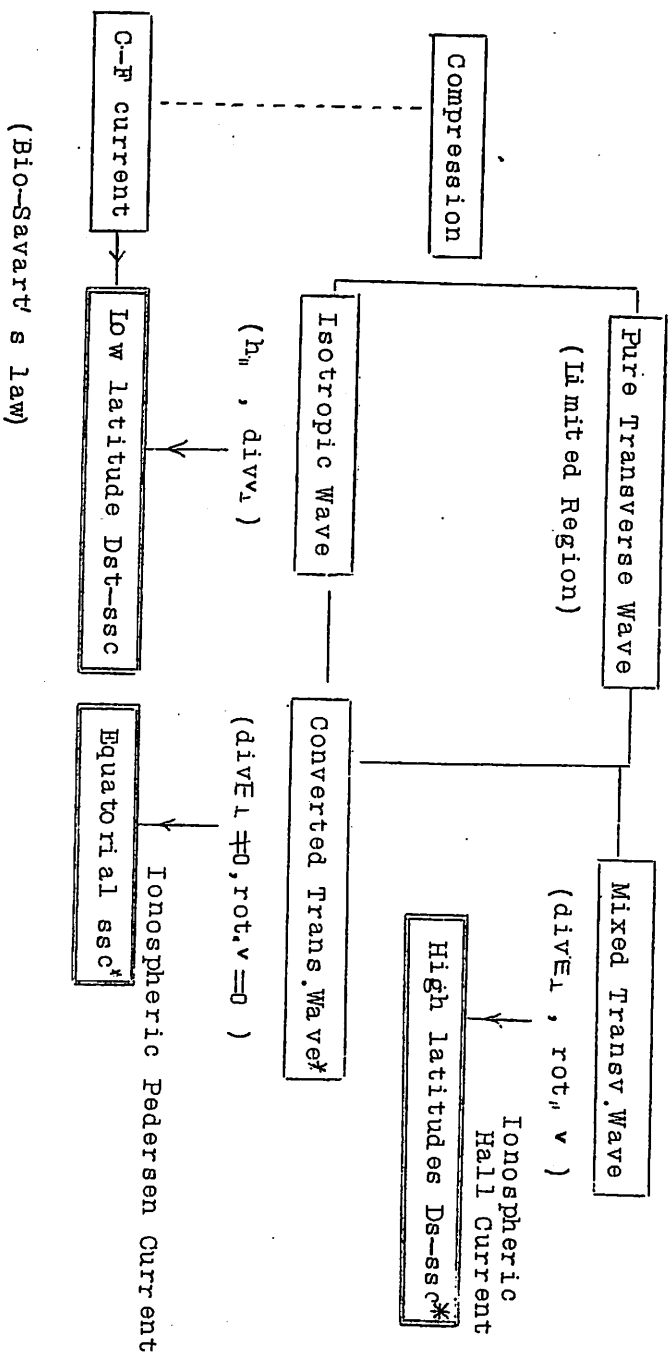 Compression
C-F current
(Bio-Savart's law)
Pure Transverse Wave
(Limited Region)
Isotropic Wave
(h", divv⊥)
Low latitude Dst-ssc
Mixed Transv.Wave
(divE⊥, rot" v)
Ionospheric
Hall Current
High latitudes Ds-ssc*
Converted Trans.Wave*
(divE⊥ ≠0, rot,v =0)
Equatorial ssc*
Ionospheric Pedersen Current